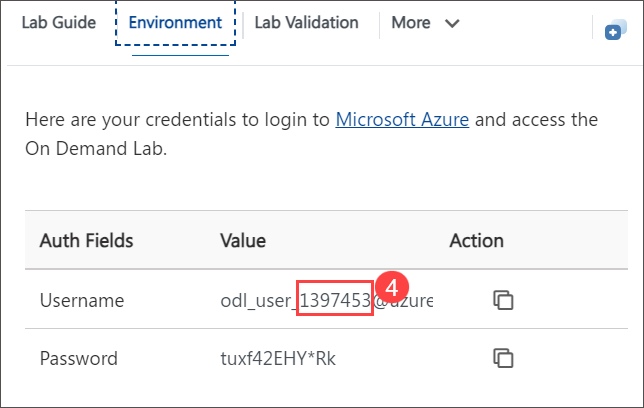 Lab Guide Environment Lab Validation More
Here are your credentials to login to Microsoft Azure and access the
On Demand Lab.
Auth Fields Value Action
Username odl_user_1397453@azure
4
Password tuxf42EHY*Rk